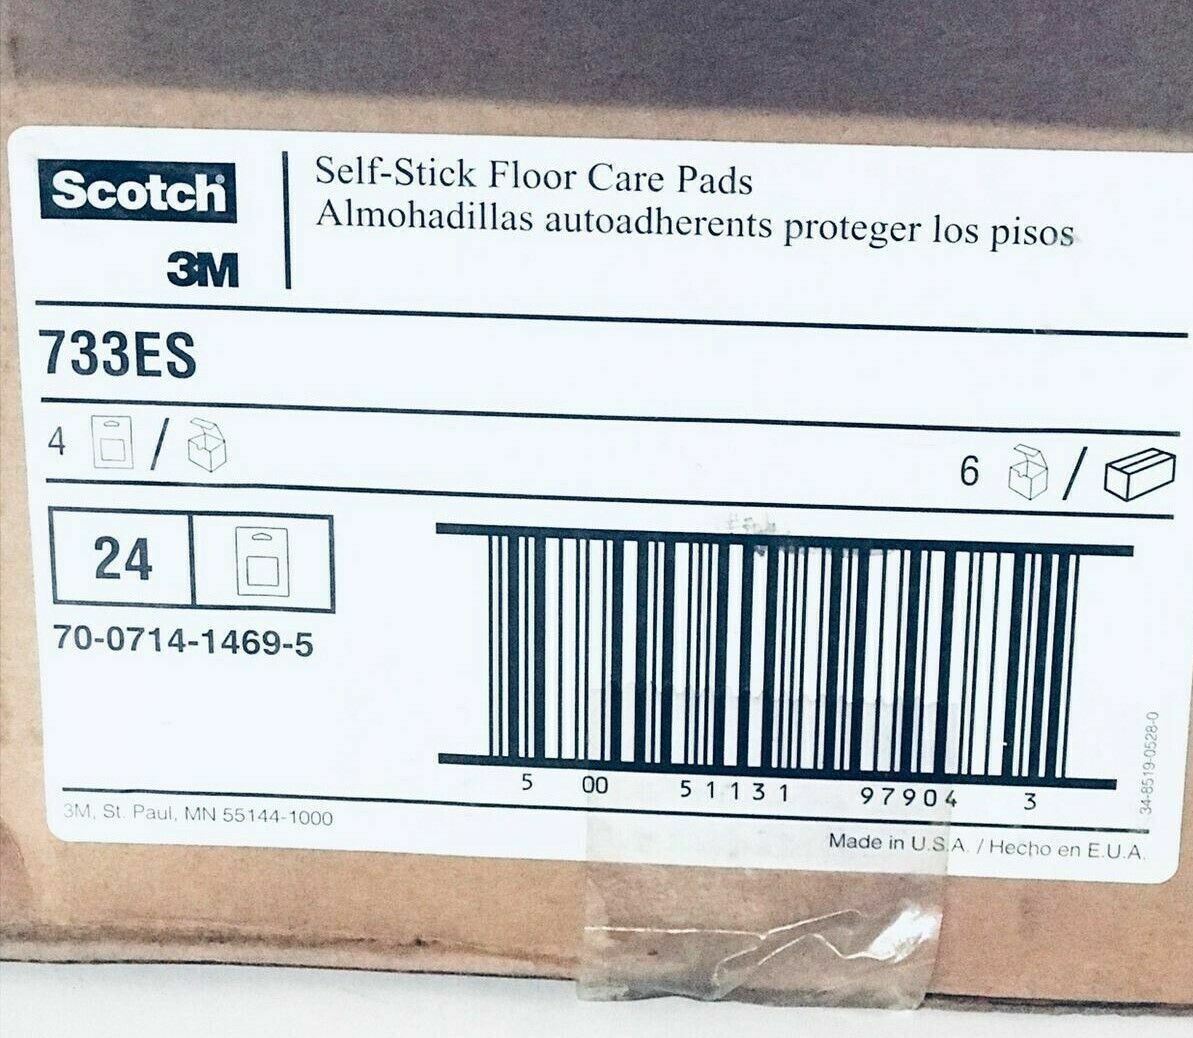 Scotch
3M
Self-Stick Floor Care Pads
Almohadillas autoadherents proteger los pisos
733ES
4 /
6 /
24
70-0714-1469-5
5 00 51131 97904 3
34-8519-0528-0
3M, St. Paul, MN 55144-1000
Made in U.S.A. / Hecho en E.U.A.